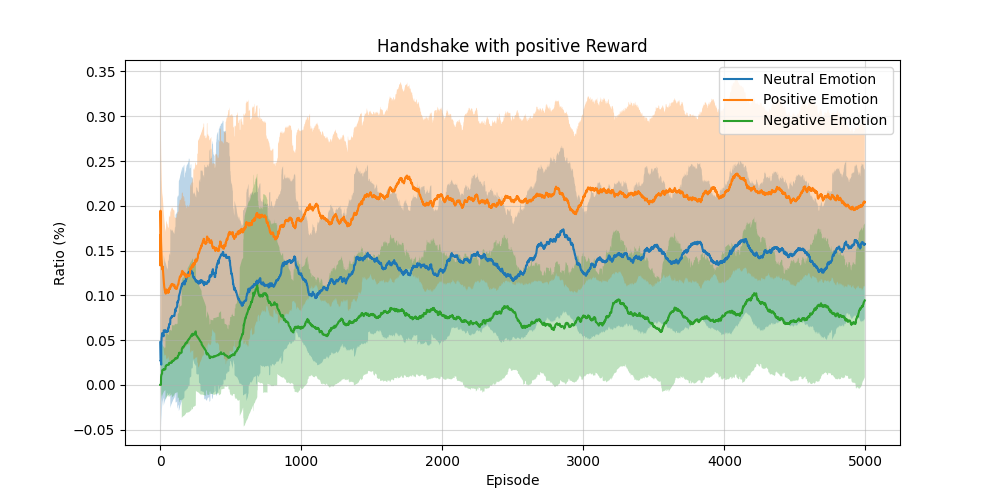 Handshake with positive Reward
Neutral Emotion
Positive Emotion
Negative Emotion
Ratio (%)
0.35
0.30
0.25
0.20
0.15
0.10
0.05
0.00
−0.05
0 1000 2000 3000 4000 5000
Episode